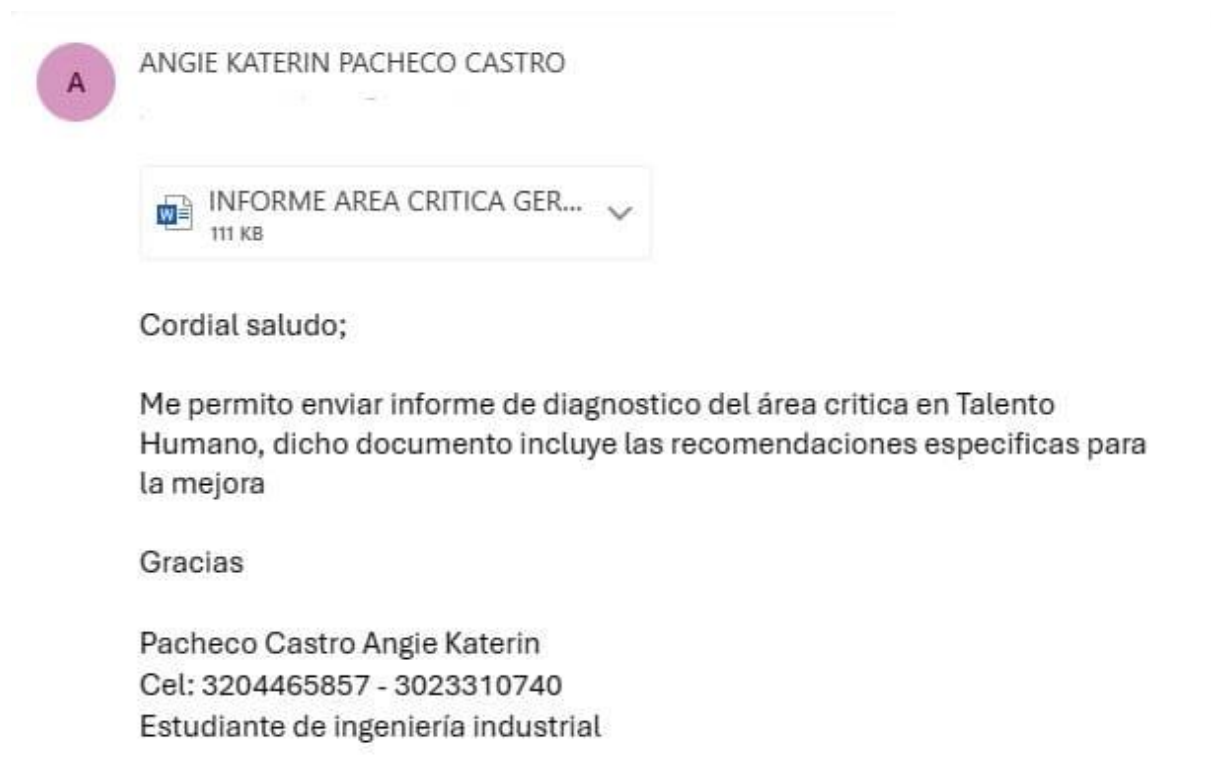 A
ANGIE KATERIN PACHECO CASTRO
INFORME AREA CRITICA GER...
111 KB
Cordial saludo;
Me permito enviar informe de diagnostico del área critica en Talento
Humano, dicho documento incluye las recomendaciones especificas para
la mejora
Gracias
Pacheco Castro Angie Katerin
Cel: 3204465857 - 3023310740
Estudiante de ingeniería industrial